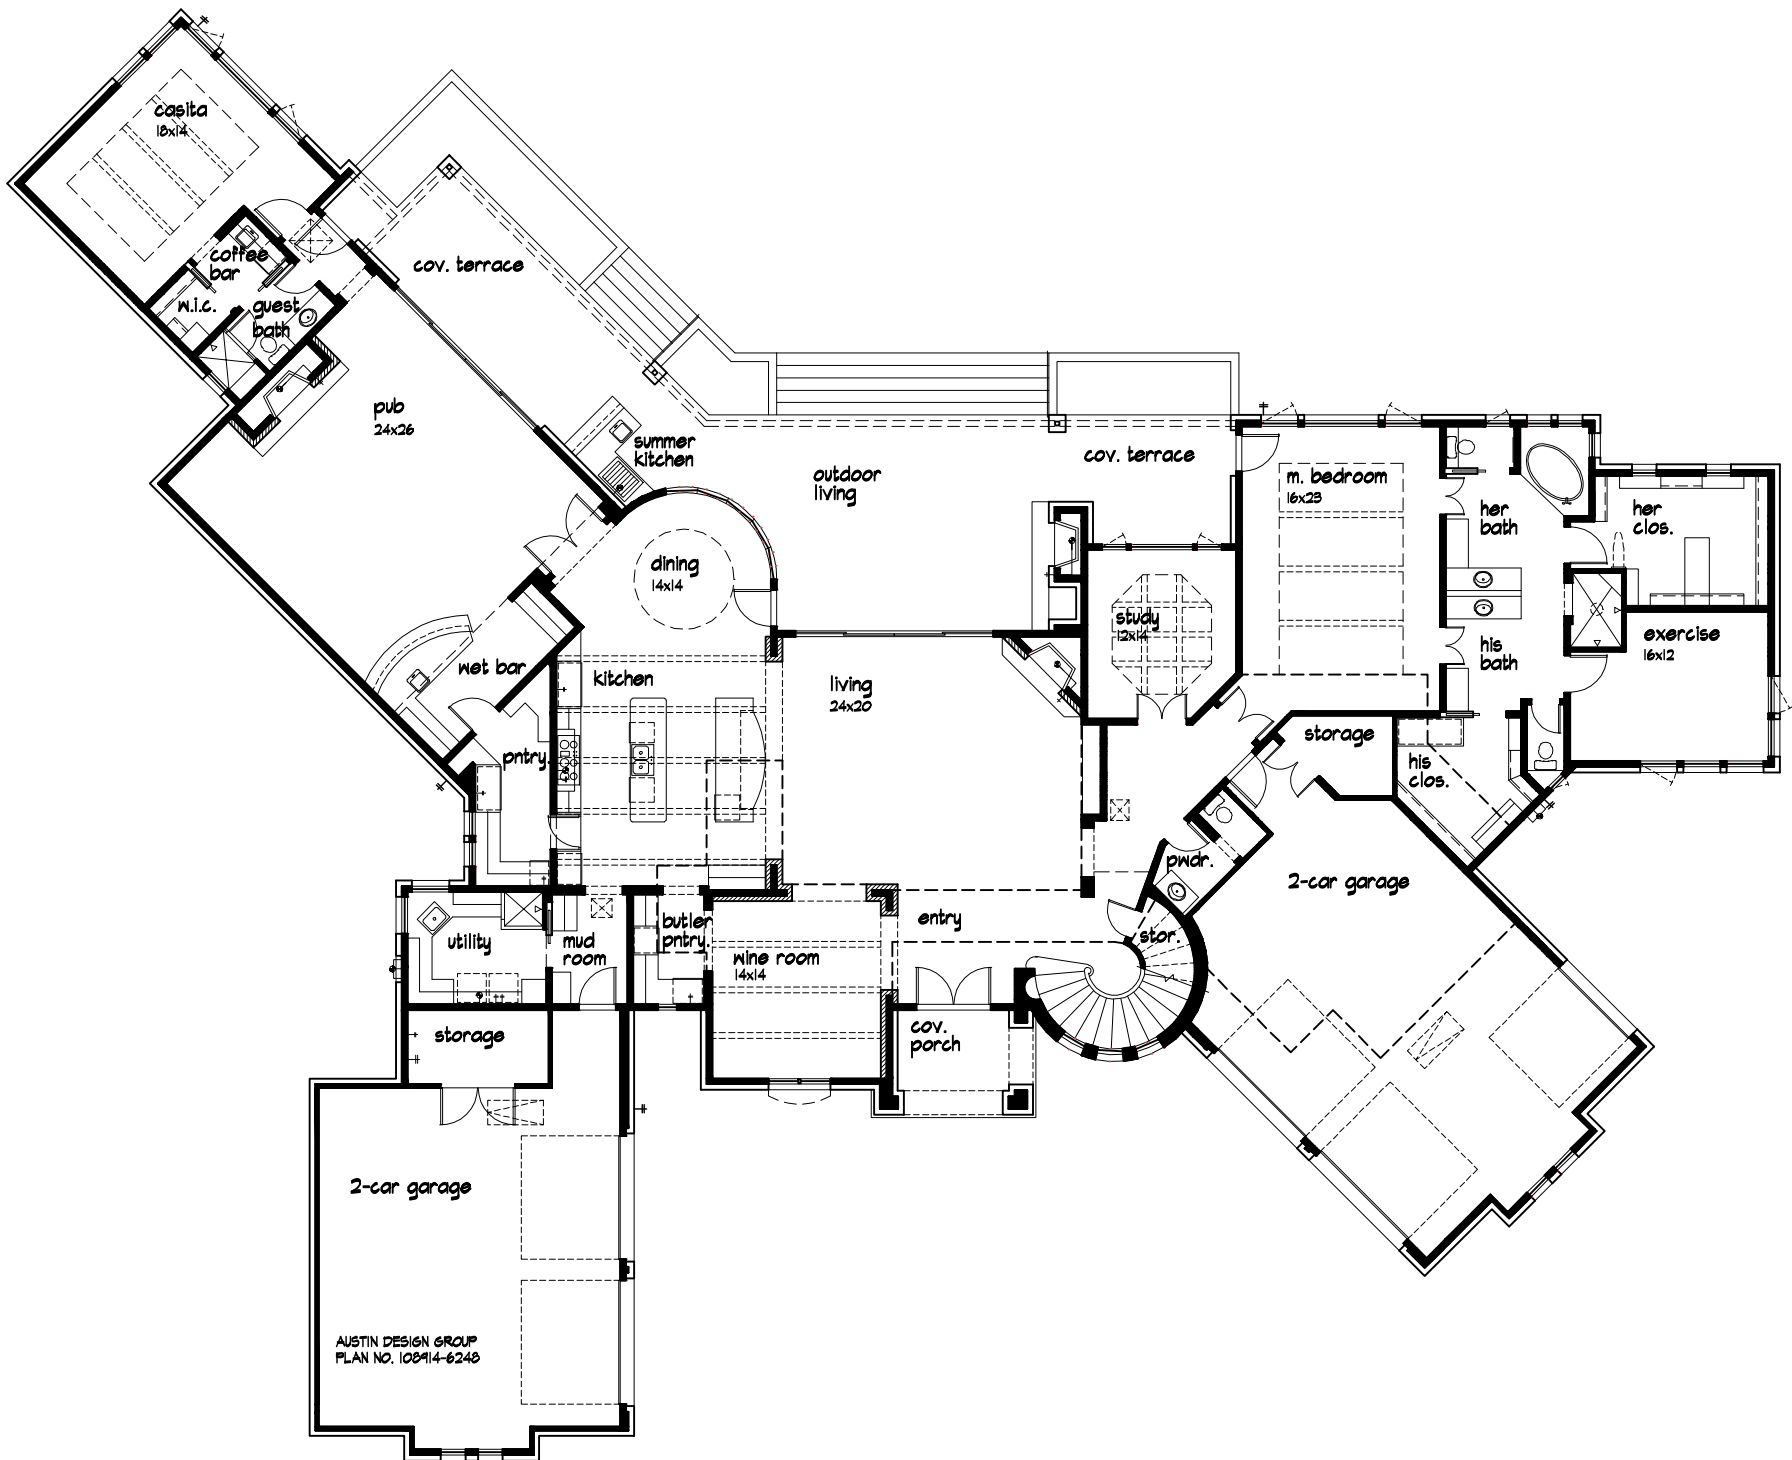 casita
18x14
coffee
bar
w.i.c.
guest
bath
cov. terrace
pub
24x26
summer
kitchen
outdoor
living
cov. terrace
m. bedroom
16x23
her
bath
her
clos.
dining
14x14
study
12x14
exercise
16x12
his
bath
wet bar
kitchen
living
24x20
pntry.
storage
his
clos.
pwdr.
2-car garage
entry
stor.
utility
mud
room
butler
pntry.
wine room
14x14
cov.
porch
storage
2-car garage
AUSTIN DESIGN GROUP
PLAN NO. 108914-6248